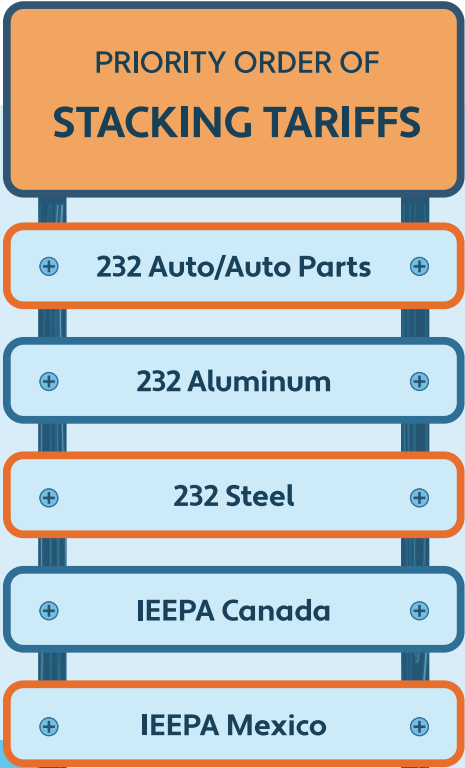 PRIORITY ORDER OF
STACKING TARIFFS
232 Auto/Auto Parts
232 Aluminum
232 Steel
IEEPA Canada
IEEPA Mexico